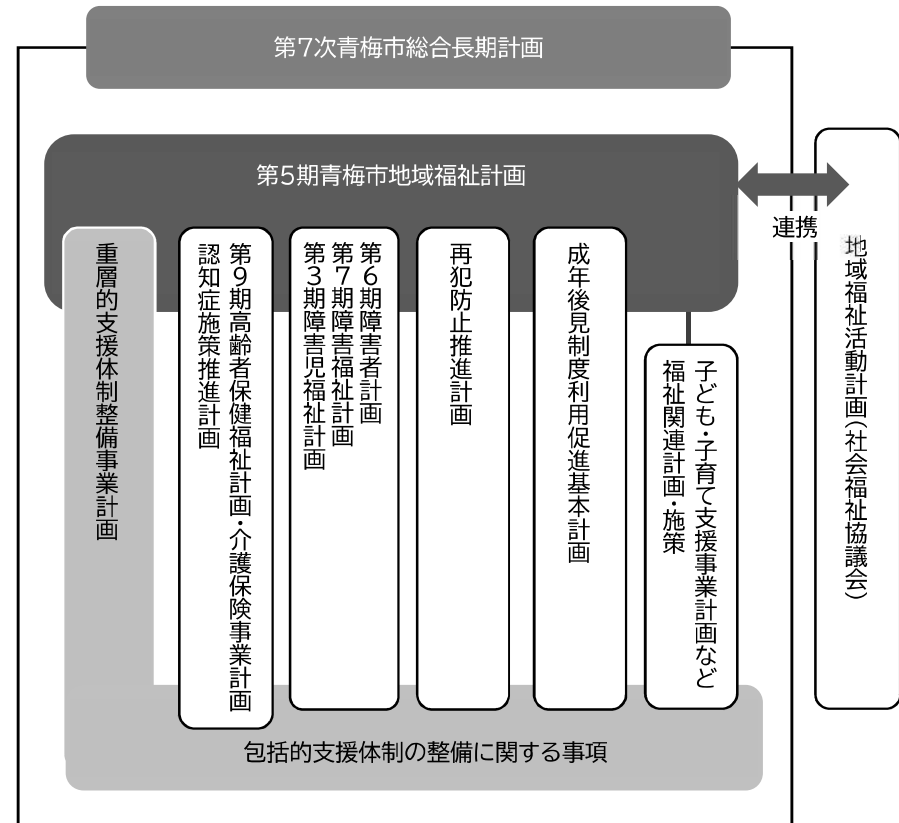 第7次青梅市総合長期計画
第5期青梅市地域福祉計画
連携
重層的支援体制整備事業計画
第9期高齢者保健福祉計画・介護保険事業計画
認知症施策推進計画
第6期障害者計画
第7期障害福祉計画
第3期障害児福祉計画
再犯防止推進計画
成年後見制度利用促進基本計画
子ども・子育て支援事業計画など
福祉関連計画・施策
地域福祉活動計画(社会福祉協議会)
包括的支援体制の整備に関する事項